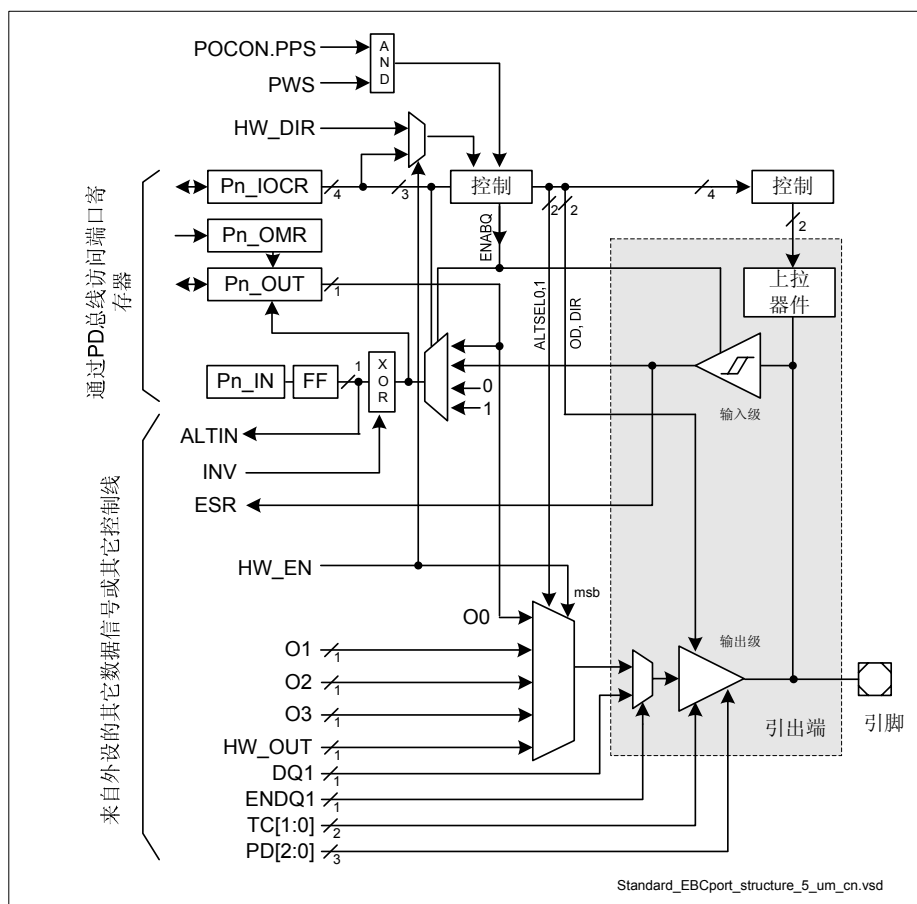 POCON.PPS
PWS
AND
HW_DIR
Pn_IOCR
4
3
控制
2
2
4
控制
2
通过PD总线访问端口寄存器
Pn_OMR
Pn_OUT
1
ENABQ
ALTSEL0,1
OD, DIR
上拉器件
Pn_IN
FF
1
XOR
0
1
输入级
ALTIN
INV
ESR
来自外设的其它数据信号或其它控制线
HW_EN
msb
O0
O1
1
O2
1
O3
1
HW_OUT
1
DQ1
1
ENDQ1
1
TC[1:0]
2
PD[2:0]
3
输出级
引出端
引脚
Standard_EBCport_structure_5_um_cn.vsd